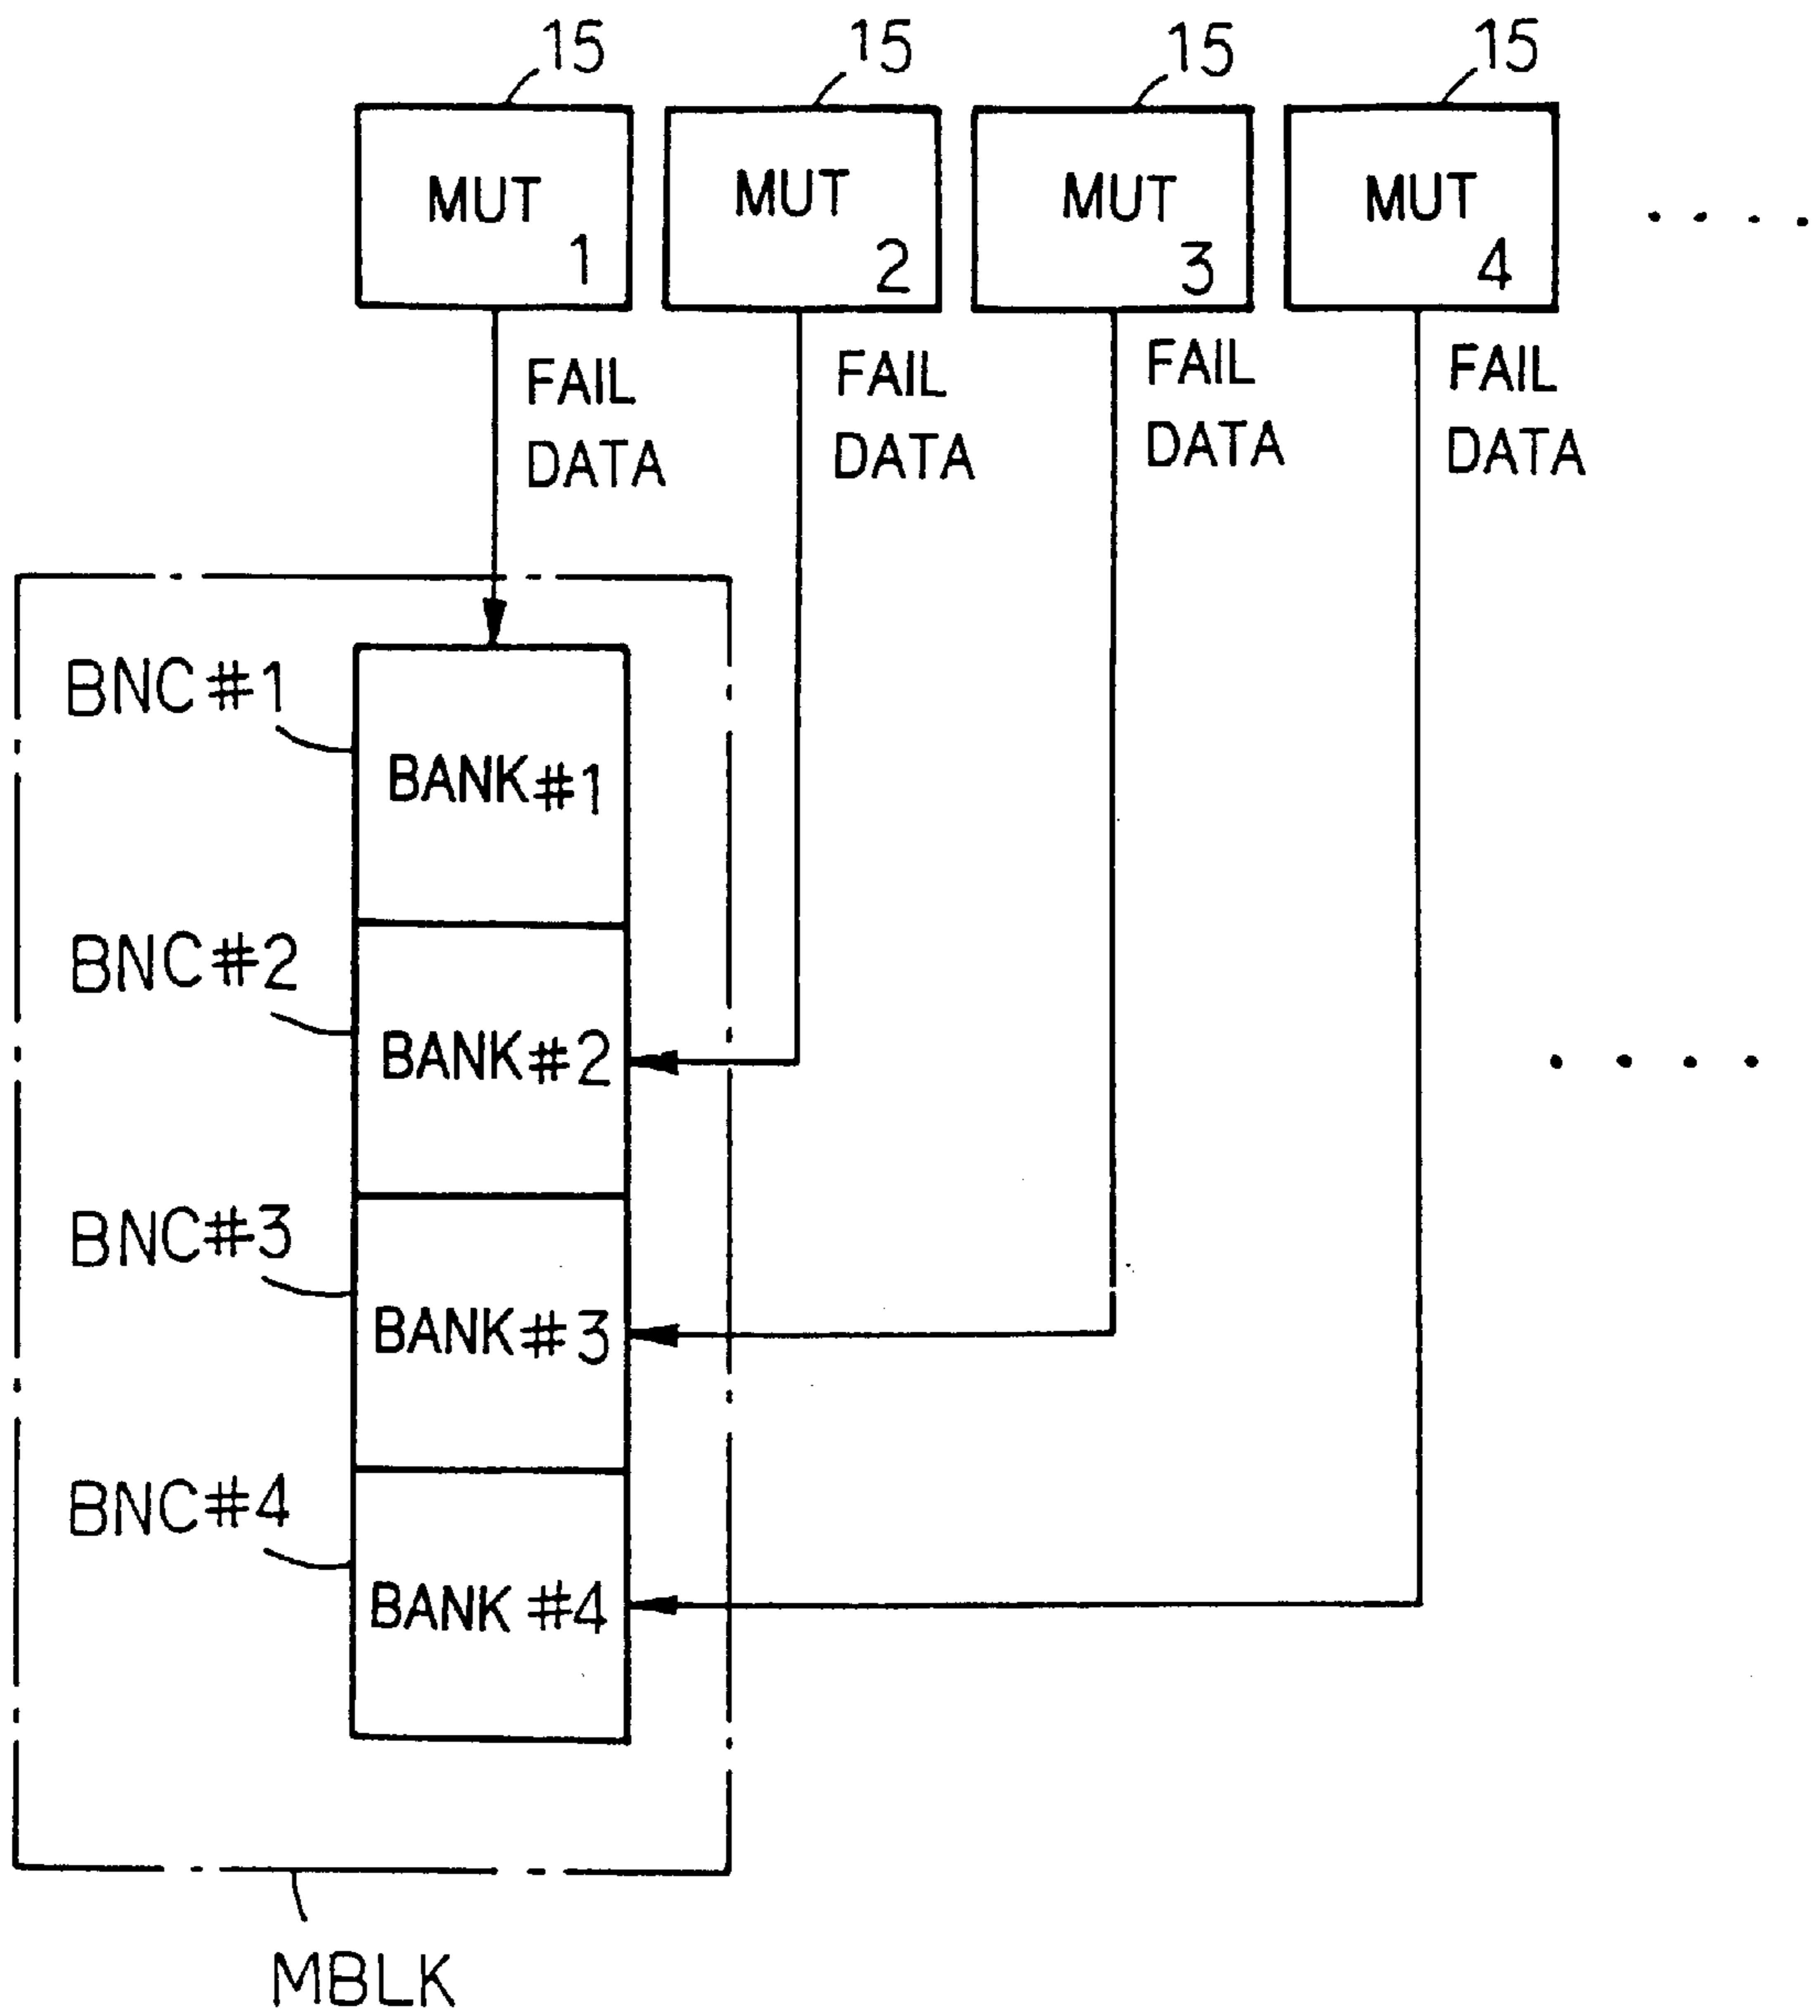 15 15 15 15
MUT 1
MUT 2
MUT 3
MUT 4
FAIL DATA
FAIL DATA
FAIL DATA
FAIL DATA
BNC#1
BANK#1
BNC#2
BANK#2
BNC#3
BANK#3
BNC#4
BANK#4
MBLK